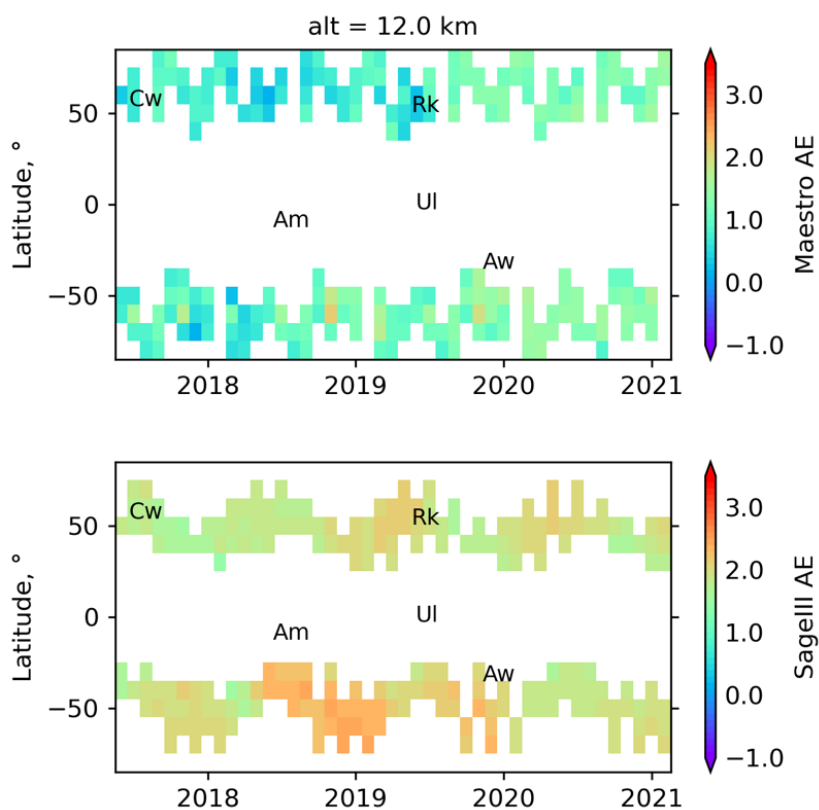 alt = 12.0 km
Latitude, °
50
0
−50
Cw
Rk
Ul
Am
Aw
2018
2019
2020
2021
3.0
2.0
1.0
0.0
−1.0
Maestro AE
Latitude, °
50
0
−50
Cw
Rk
Ul
Am
Aw
2018
2019
2020
2021
3.0
2.0
1.0
0.0
−1.0
SageIII AE